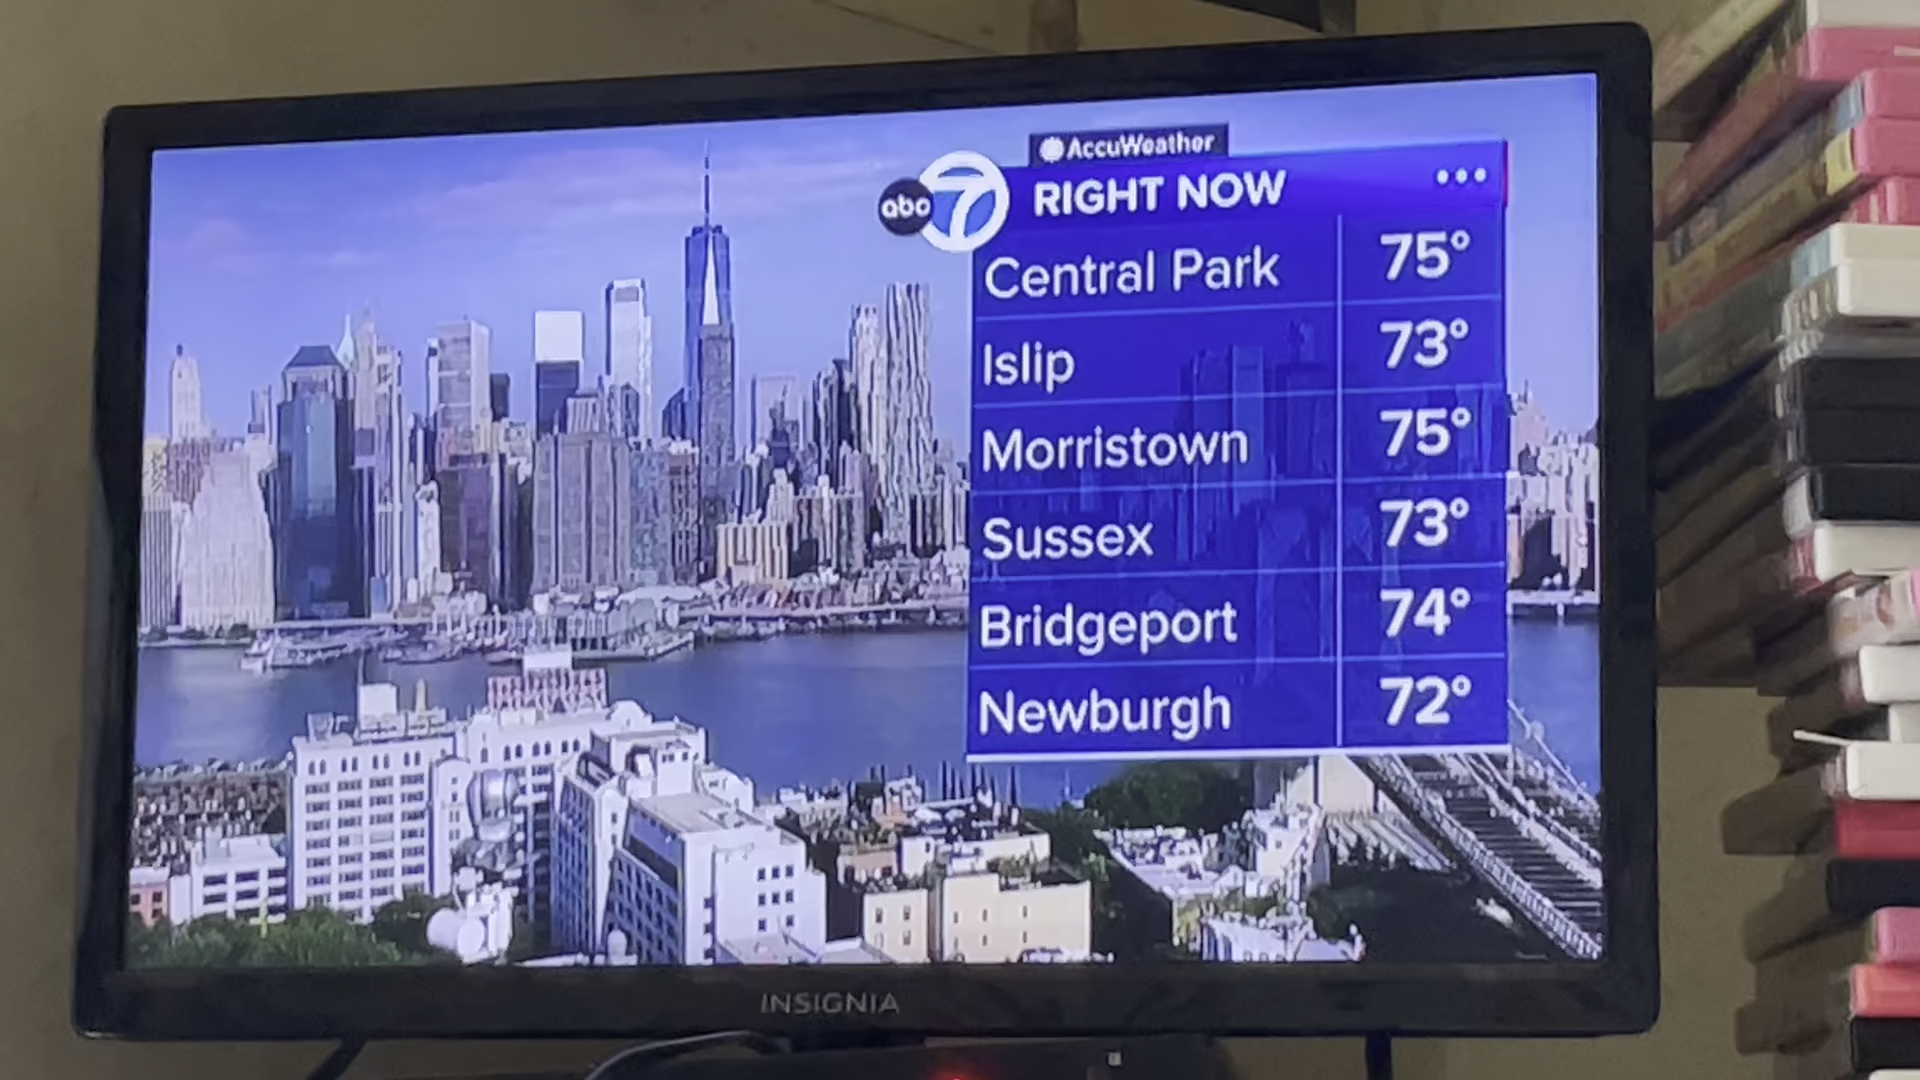 AccuWeather
abc 7 RIGHT NOW
Central Park 75°
Islip 73°
Morristown 75°
Sussex 73°
Bridgeport 74°
Newburgh 72°
INSIGNIA